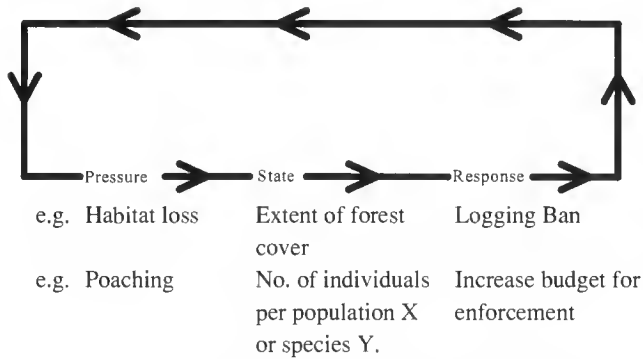 Pressure State Response
e.g. Habitat loss Extent of forest Logging Ban
cover
e.g. Poaching No. of individuals Increase budget for
per population X enforcement
or species Y.